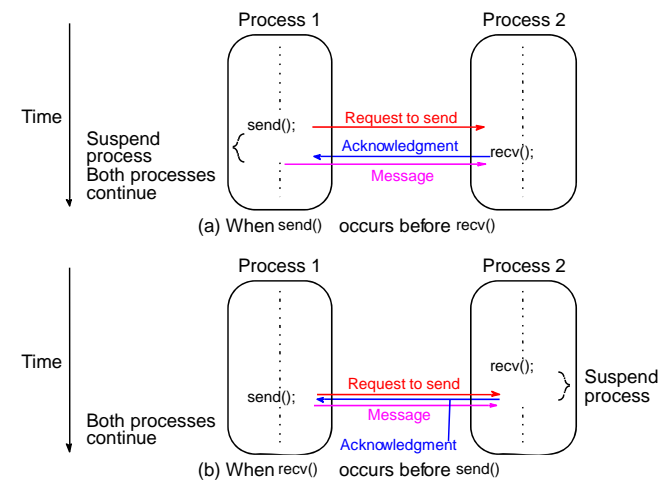 Process 1
Process 2
Time
send();
Request to send
Suspend
process
Acknowledgment
recv();
Both processes
continue
Message
(a) When send() occurs before recv()
Process 1
Process 2
Time
recv();
Suspend
process
Request to send
send();
Both processes
continue
Message
Acknowledgment
(b) When recv() occurs before send()